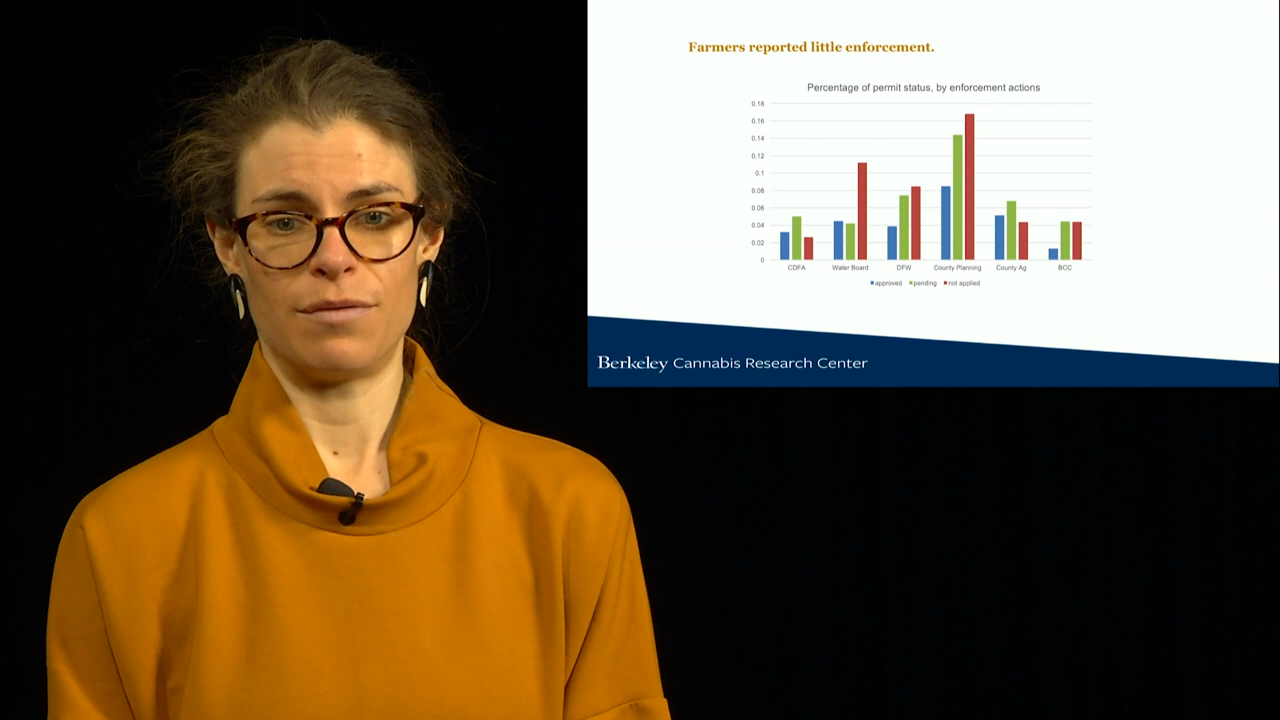 Farmers reported little enforcement.
Percentage of permit status, by enforcement actions
0.18
0.16
0.14
0.12
0.1
0.08
0.06
0.04
0.02
0
CDFA Water Board DFW County Planning County Ag BCC
approved pending not applied
Berkeley Cannabis Research Center